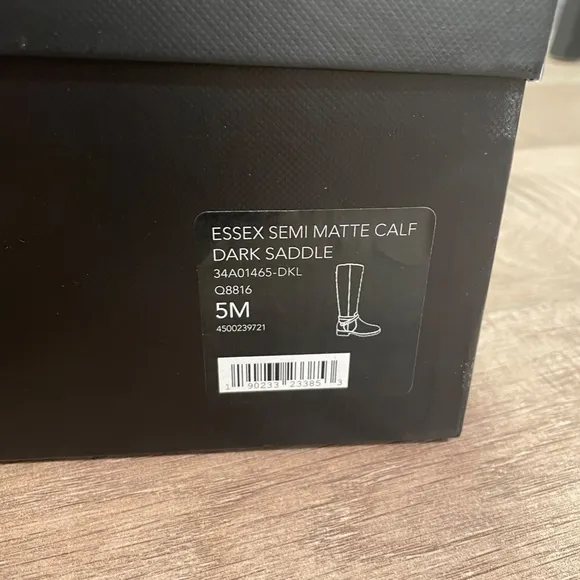 ESSEX SEMI MATTE CALF
DARK SADDLE
34A01465-DKL
Q8816
5M
4500239721
1 90233 23385 3